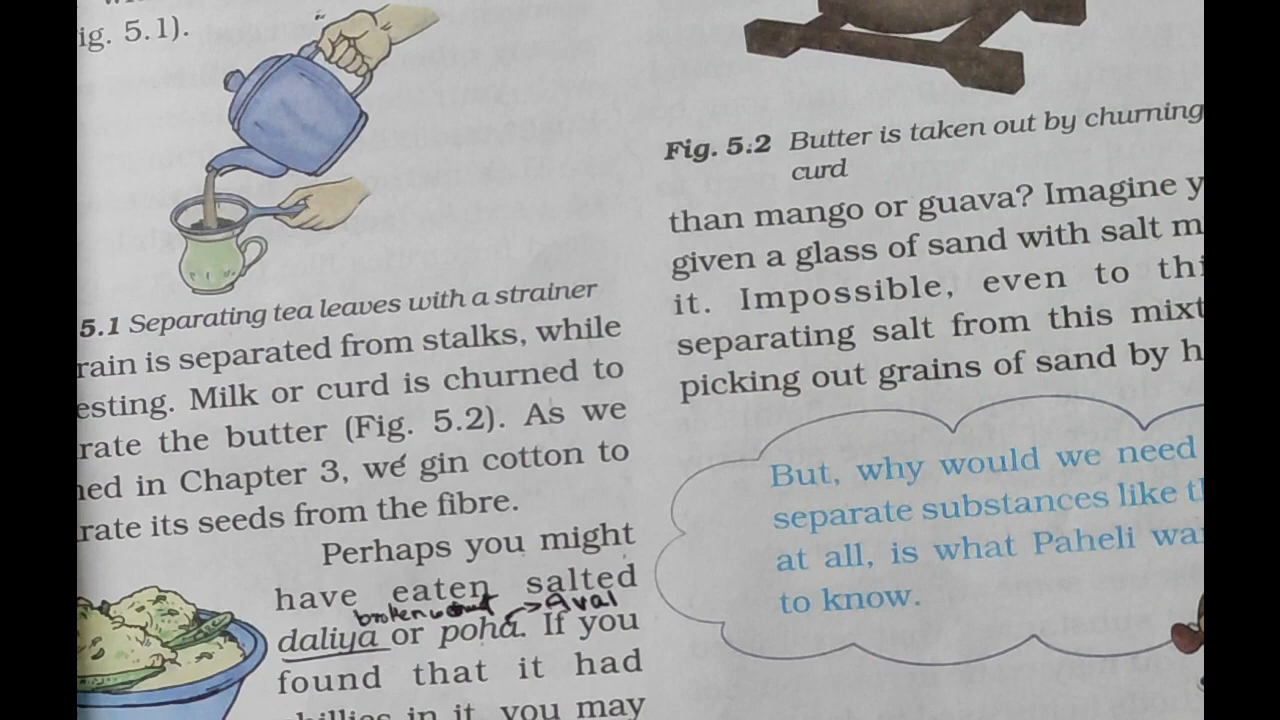 ig. 5.1).
5.1 Separating tea leaves with a strainer
rain is separated from stalks, while
esting. Milk or curd is churned to
rate the butter (Fig. 5.2). As we
ned in Chapter 3, we gin cotton to
rate its seeds from the fibre.
Perhaps you might
have eaten salted
broken wheat → Aval
daliya or poha. If you
found that it had
chillies in it, you may
Fig. 5.2 Butter is taken out by churning
curd
than mango or guava? Imagine y
given a glass of sand with salt m
it. Impossible, even to thi
separating salt from this mixt
picking out grains of sand by h
But, why would we need
separate substances like t
at all, is what Paheli wa
to know.